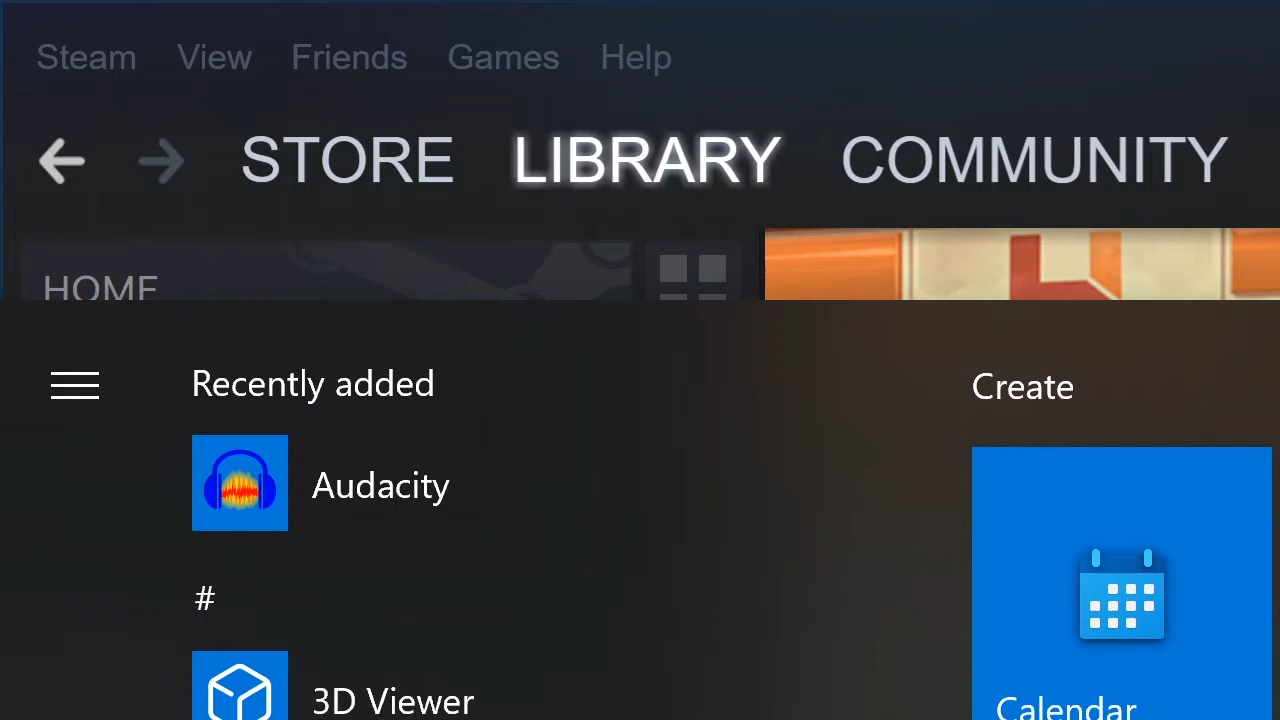 Steam View Friends Games Help
STORE LIBRARY COMMUNITY
HOME
Recently added
Create
Audacity
#
3D Viewer
Calendar